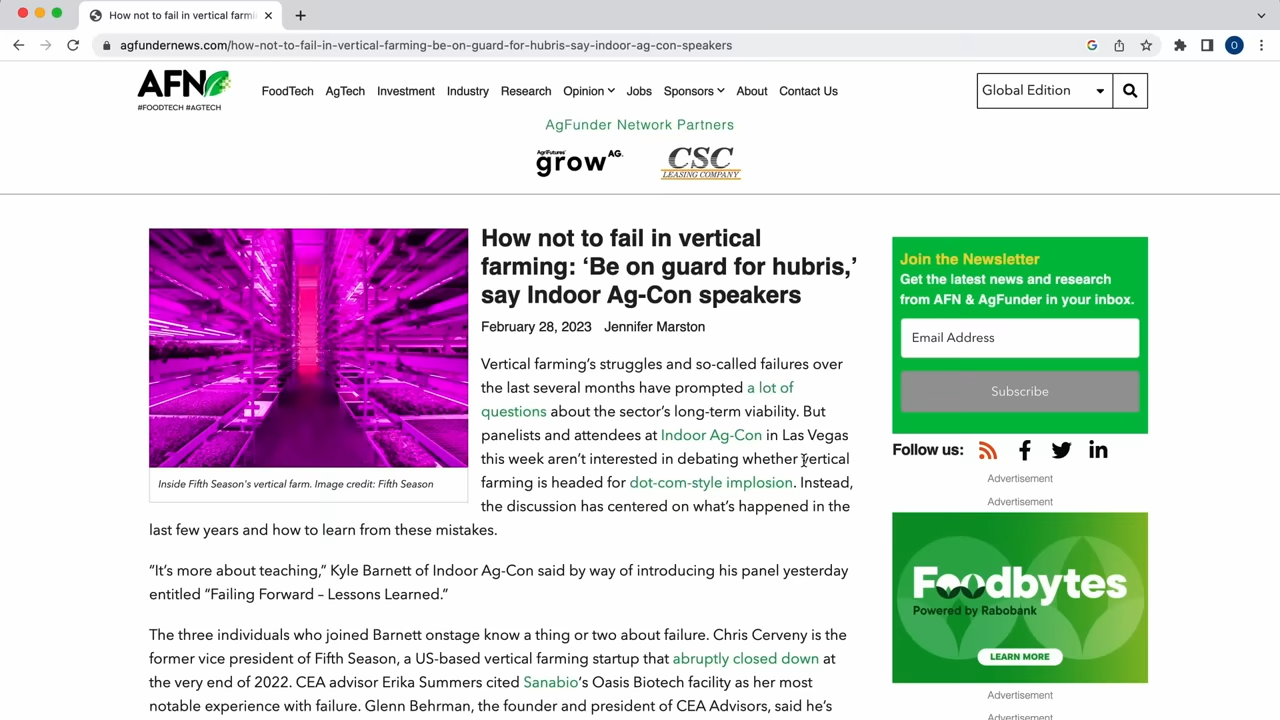 How not to fail in vertical farmi
agfundernews.com/how-not-to-fail-in-vertical-farming-be-on-guard-for-hubris-say-indoor-ag-con-speakers
O
AFN
#FOODTECH #AGTECH
FoodTech AgTech Investment Industry Research Opinion Jobs Sponsors About Contact Us
Global Edition
AgFunder Network Partners
AgriFutures
grow AG.
CSC
LEASING COMPANY
How not to fail in vertical
farming: ‘Be on guard for hubris,’
say Indoor Ag-Con speakers
February 28, 2023 Jennifer Marston
Vertical farming’s struggles and so-called failures over
the last several months have prompted a lot of
questions about the sector’s long-term viability. But
panelists and attendees at Indoor Ag-Con in Las Vegas
this week aren’t interested in debating whether vertical
farming is headed for dot-com-style implosion. Instead,
the discussion has centered on what’s happened in the
Inside Fifth Season’s vertical farm. Image credit: Fifth Season
last few years and how to learn from these mistakes.
“It’s more about teaching,” Kyle Barnett of Indoor Ag-Con said by way of introducing his panel yesterday
entitled “Failing Forward – Lessons Learned.”
The three individuals who joined Barnett onstage know a thing or two about failure. Chris Cerveny is the
former vice president of Fifth Season, a US-based vertical farming startup that abruptly closed down at
the very end of 2022. CEA advisor Erika Summers cited Sanabio‘s Oasis Biotech facility as her most
notable experience with failure. Glenn Behrman, the founder and president of CEA Advisors, said he’s
Join the Newsletter
Get the latest news and research
from AFN & AgFunder in your inbox.
Email Address
Subscribe
Follow us:
Advertisement
Advertisement
Foodbytes
Powered by Rabobank
LEARN MORE
Advertisement
Advertisement